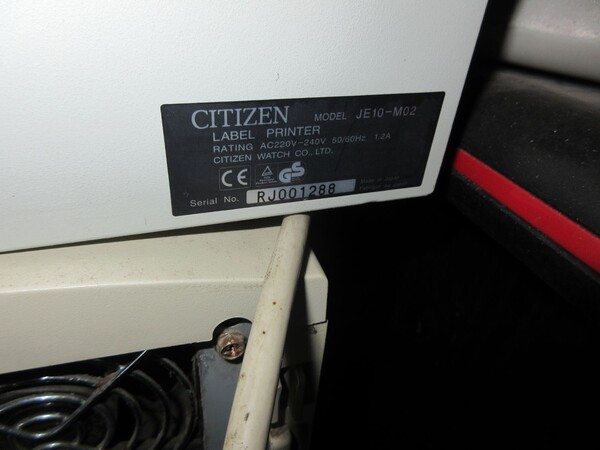 CITIZEN MODEL JE10-M02
LABEL PRINTER
RATING AC220V-240V 50/60Hz 1.2A
CITIZEN WATCH CO., LTD.
CE GS
Serial No. RJ001288